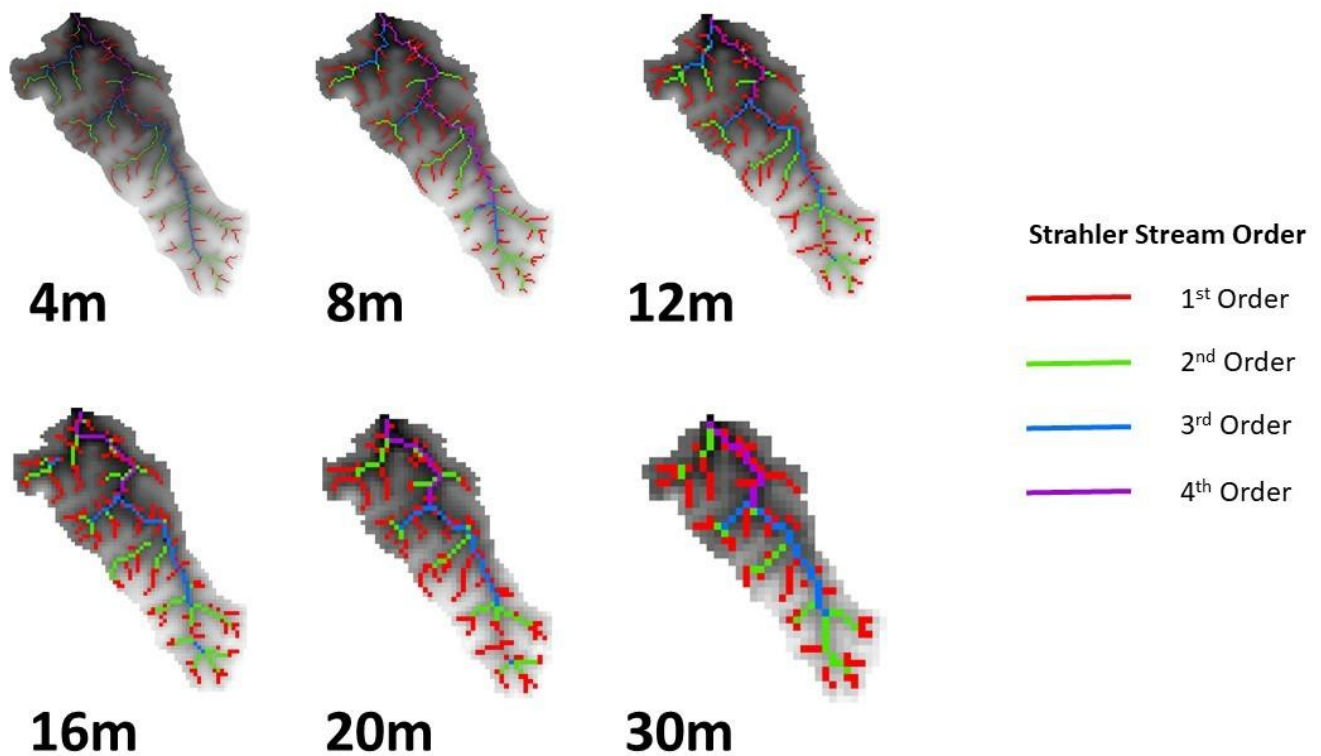 4m
8m
12m
Strahler Stream Order
1st Order
2nd Order
3rd Order
4th Order
16m
20m
30m